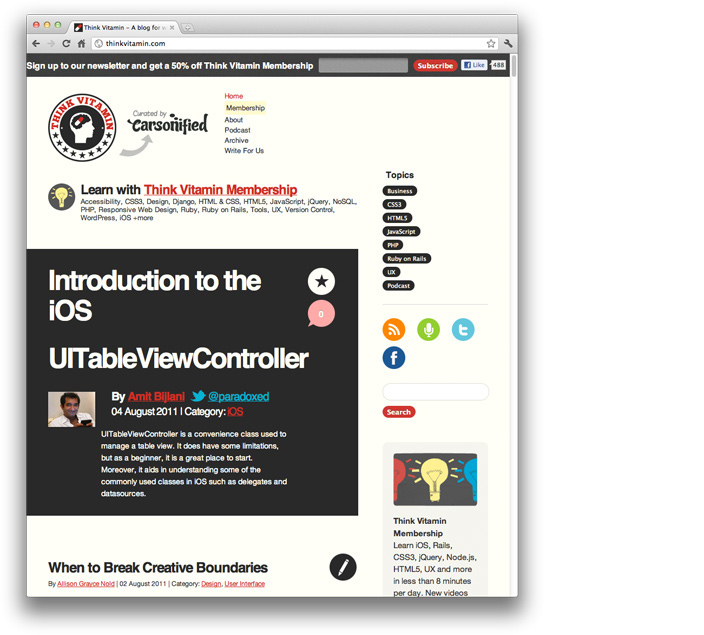 Think Vitamin – A blog for w
thinkvitamin.com
Sign up to our newsletter and get a 50% off Think Vitamin Membership
Subscribe
Like
488
THINK VITAMIN
Curated by
Carsonified
Home
Membership
About
Podcast
Archive
Write For Us
Learn with Think Vitamin Membership
Accessibility, CSS3, Design, Django, HTML & CSS, HTML5, JavaScript, jQuery, NoSQL,
PHP, Responsive Web Design, Ruby, Ruby on Rails, Tools, UX, Version Control,
WordPress, iOS +more
Topics
Business
CSS3
HTML5
JavaScript
PHP
Ruby on Rails
UX
Podcast
Introduction to the
iOS
UITableViewController
0
By Amit Bijlani @paradoxed
04 August 2011 | Category: iOS
UITableViewController is a convenience class used to
manage a table view. It does have some limitations,
but as a beginner, it is a great place to start.
Moreover, it aids in understanding some of the
commonly used classes in iOS such as delegates and
datasources.
Search
Think Vitamin
Membership
Learn iOS, Rails,
CSS3, jQuery, Node.js,
HTML5, UX and more
in less than 8 minutes
per day. New videos
When to Break Creative Boundaries
By Allison Grayce Nold | 02 August 2011 | Category: Design, User Interface